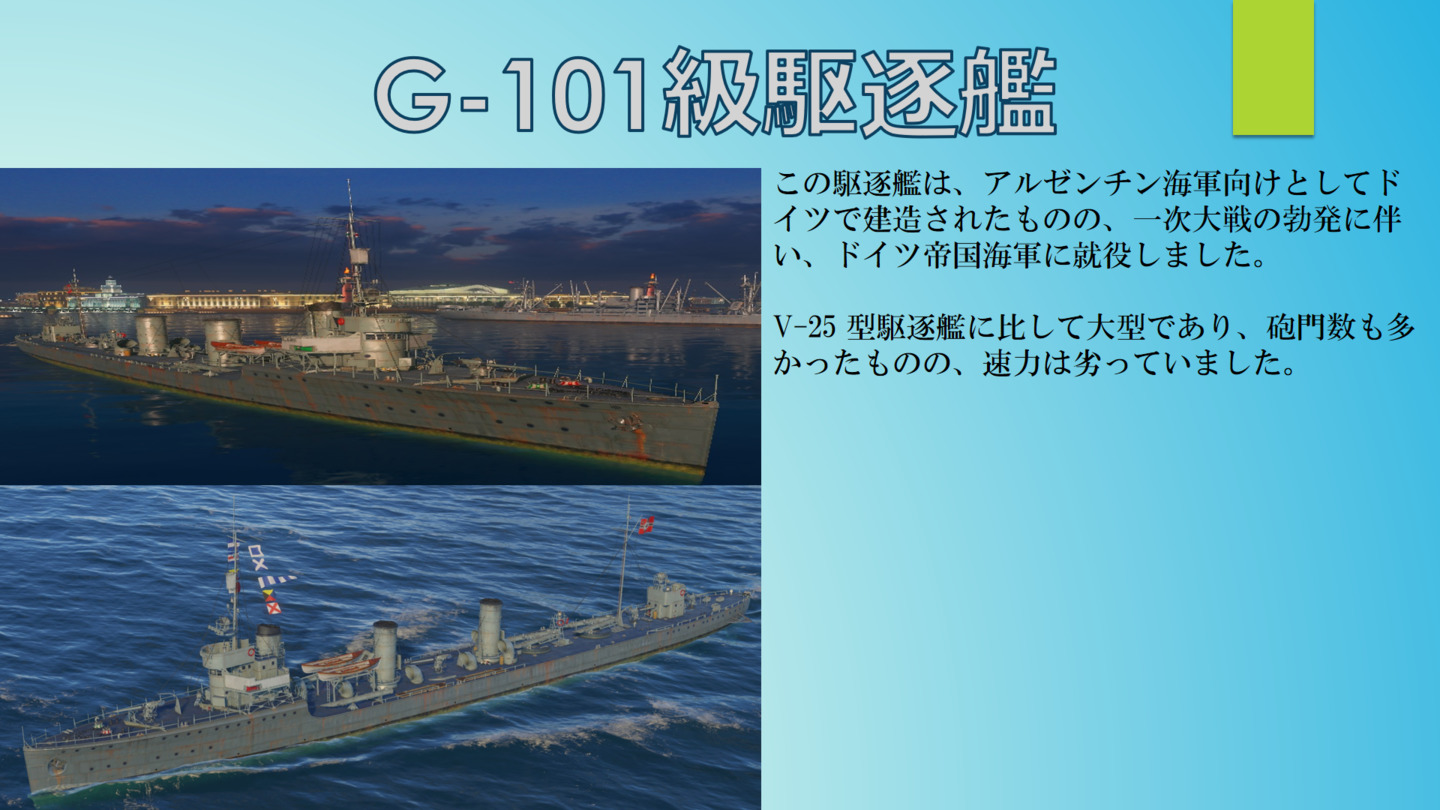 G-101級駆逐艦
この駆逐艦は、アルゼンチン海軍向けとしてド
イツで建造されたものの、一次大戦の勃発に伴
い、ドイツ帝国海軍に就役しました。
V-25 型駆逐艦に比して大型であり、砲門数も多
かったものの、速力は劣っていました。